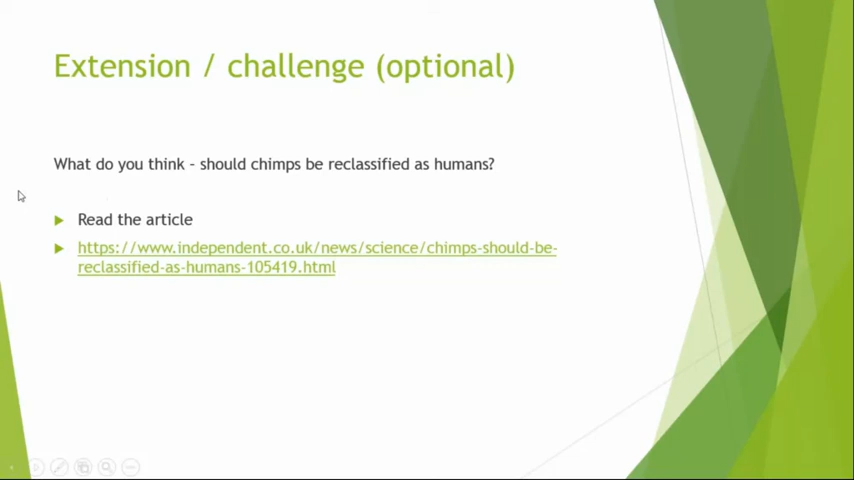 Extension / challenge (optional)
What do you think - should chimps be reclassified as humans?
Read the article
https://www.independent.co.uk/news/science/chimps-should-be-
reclassified-as-humans-105419.html